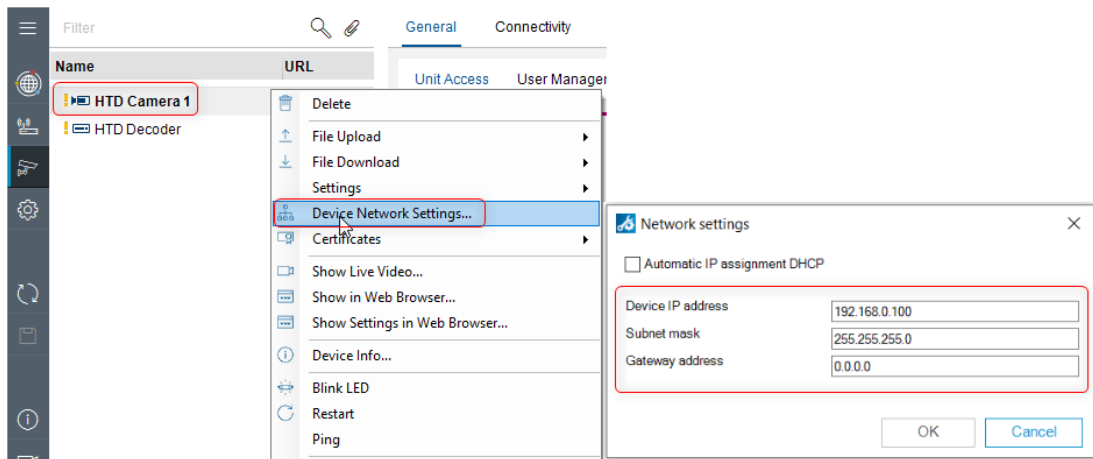 Filter
General
Connectivity
Name
URL
Unit Access
User Manager
HTD Camera 1
HTD Decoder
Delete
File Upload
File Download
Settings
Device Network Settings...
Certificates
Show Live Video...
Show in Web Browser...
Show Settings in Web Browser...
Device Info...
Blink LED
Restart
Ping
Network settings
Automatic IP assignment DHCP
Device IP address 192.168.0.100
Subnet mask 255.255.255.0
Gateway address 0.0.0.0
OK
Cancel